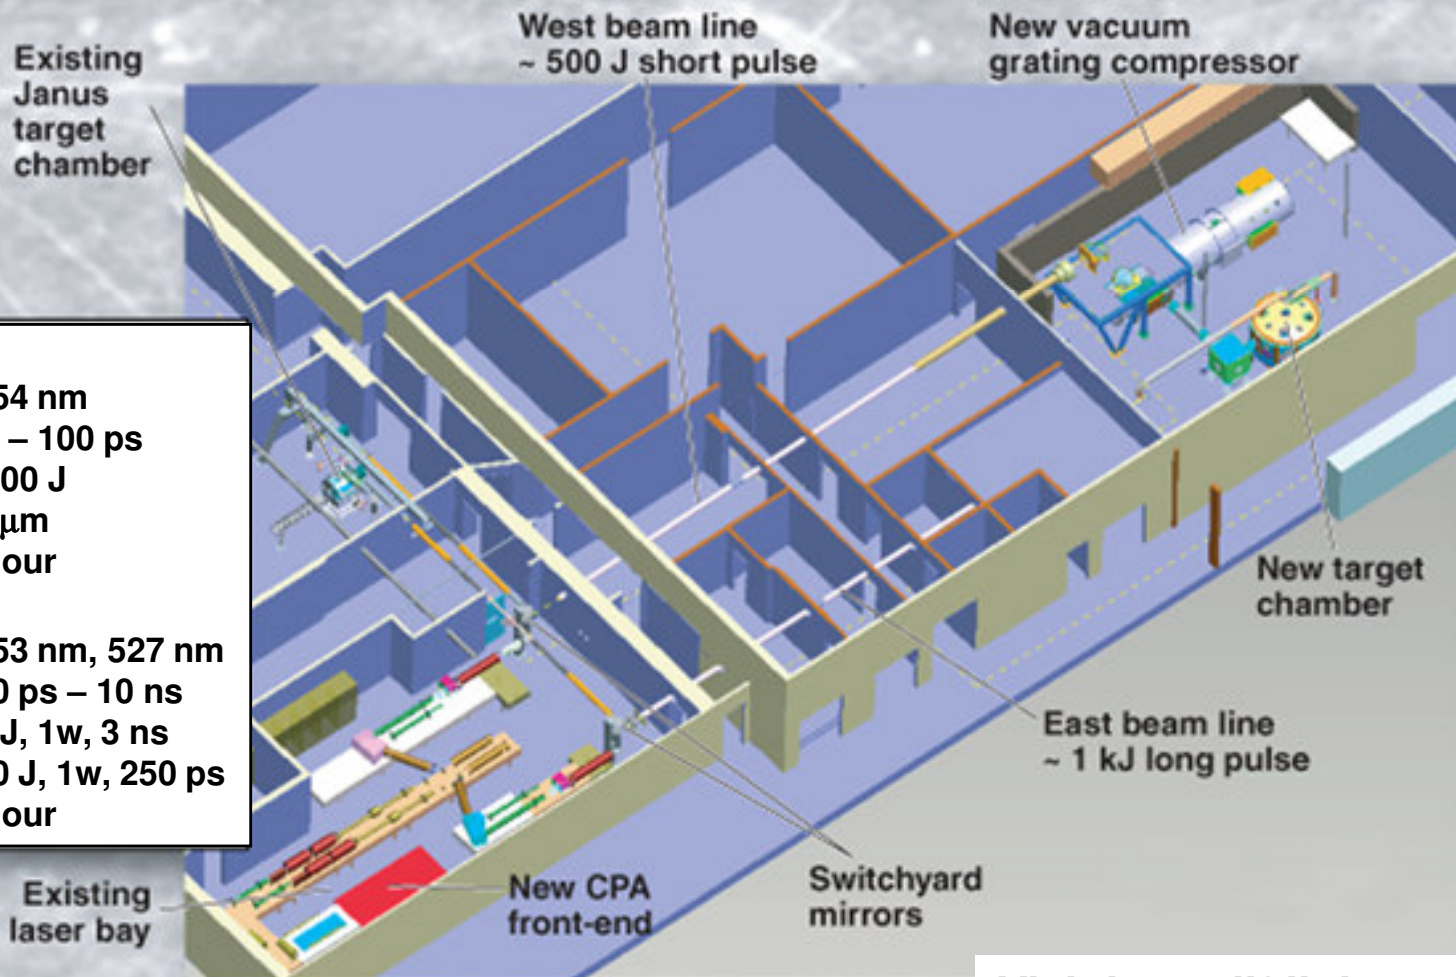 Existing
Janus
target
chamber
West beam line
~ 500 J short pulse
New vacuum
grating compressor
54 nm
– 100 ps
00 J
μm
our
53 nm, 527 nm
0 ps – 10 ns
J, 1w, 3 ns
0 J, 1w, 250 ps
our
New target
chamber
East beam line
~ 1 kJ long pulse
Switchyard
mirrors
New CPA
front-end
Existing
laser bay